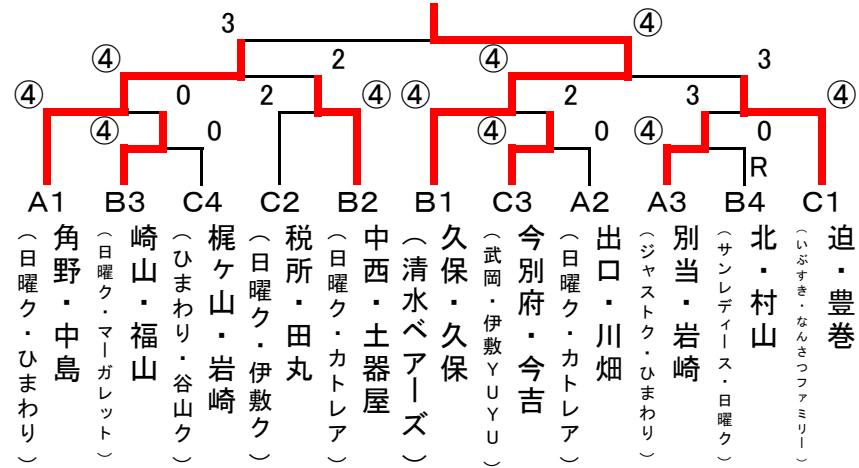 3
④
④
2
④
3
④
0
2
④
④
2
3
④
④
0
④
0
④
0
R
A1
B3
C4
C2
B2
B1
C3
A2
A3
B4
C1
角野・中島
（日曜ク・ひまわり）
崎山・福山
（日曜ク・マーガレット）
梶ヶ山・岩崎
（ひまわり・谷山ク）
税所・田丸
（日曜ク・伊敷ク）
中西・土器屋
（日曜ク・カトレア）
久保・久保
（清水ベアーズ）
今別府・今吉
（武岡・伊敷YUYU）
出口・川畑
（日曜ク・カトレア）
別当・岩崎
（ジャストク・ひまわり）
北・村山
（サンレディース・日曜ク）
迫・豊巻
（いぶすき・なんさつファミリー）